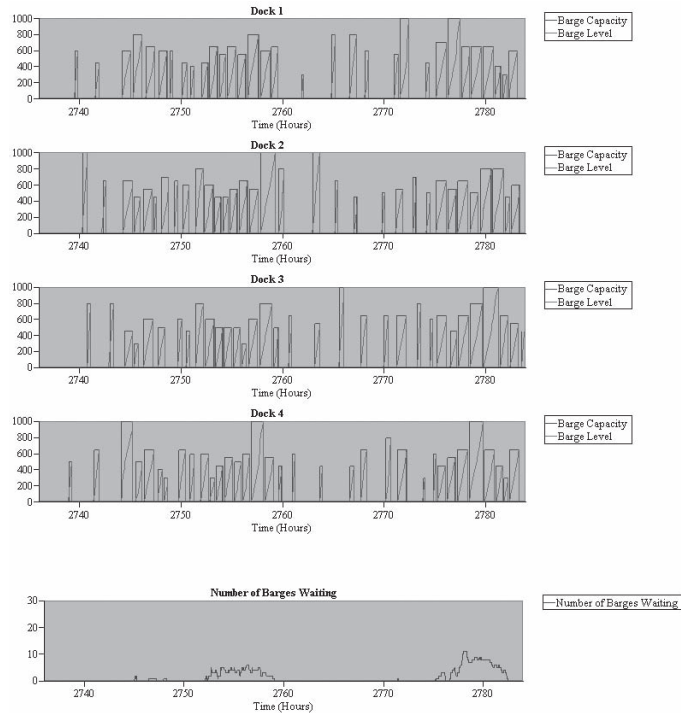 Dock 1
1000
800
600
400
200
0
2740 2750 2760 2770 2780
Time (Hours)
Barge Capacity
Barge Level
Dock 2
1000
800
600
400
200
0
2740 2750 2760 2770 2780
Time (Hours)
Barge Capacity
Barge Level
Dock 3
1000
800
600
400
200
0
2740 2750 2760 2770 2780
Time (Hours)
Barge Capacity
Barge Level
Dock 4
1000
800
600
400
200
0
2740 2750 2760 2770 2780
Time (Hours)
Barge Capacity
Barge Level
Number of Barges Waiting
30
20
10
0
2740 2750 2760 2770 2780
Time (Hours)
Number of Barges Waiting